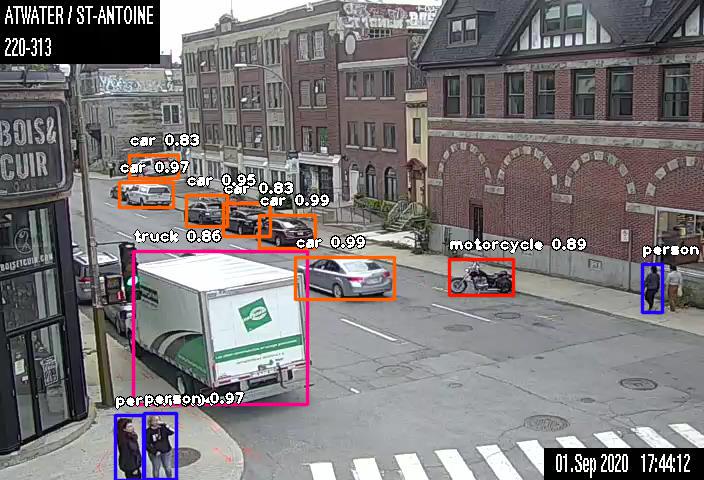 ATWATER / ST-ANTOINE
220-313
BOIS&
CUIR
car 0.83
car 0.97
car 0.95
car 0.83
car 0.99
truck 0.86
car 0.99
motorcycle 0.89
person
person 0.97
01.Sep 2020 17:44:12